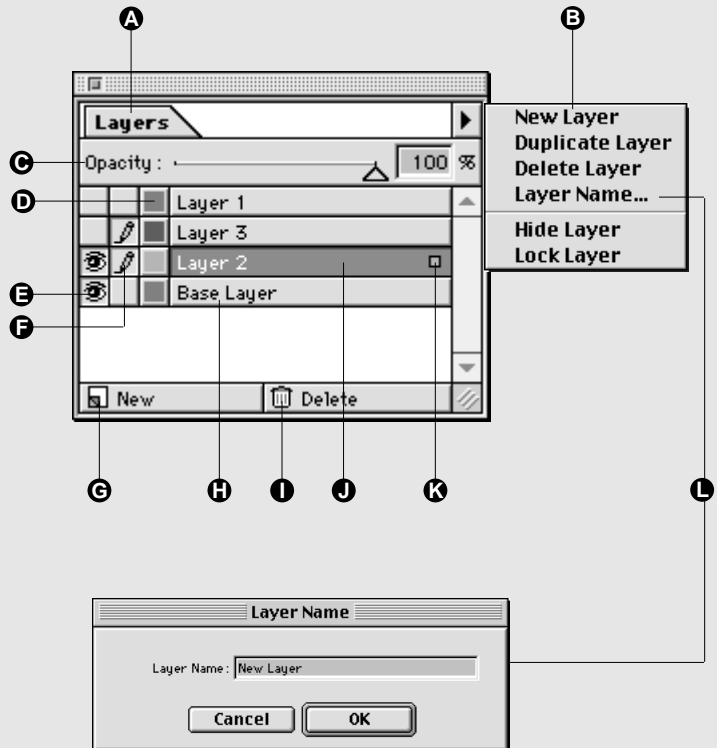 A
B
Layers
New Layer
Duplicate Layer
Delete Layer
Layer Name...
Hide Layer
Lock Layer
C
Opacity :
100 %
D
Layer 1
Layer 3
Layer 2
E
Base Layer
F
New
Delete
G
H
I
J
K
L
Layer Name
Layer Name : New Layer
Cancel
OK